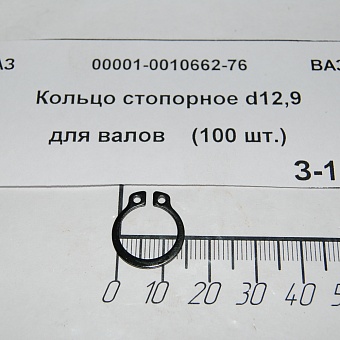 АЗ 00001-0010662-76 ВАЗ
Кольцо стопорное d12,9
для валов (100 шт.)
3-1
0 10 20 30 40 50